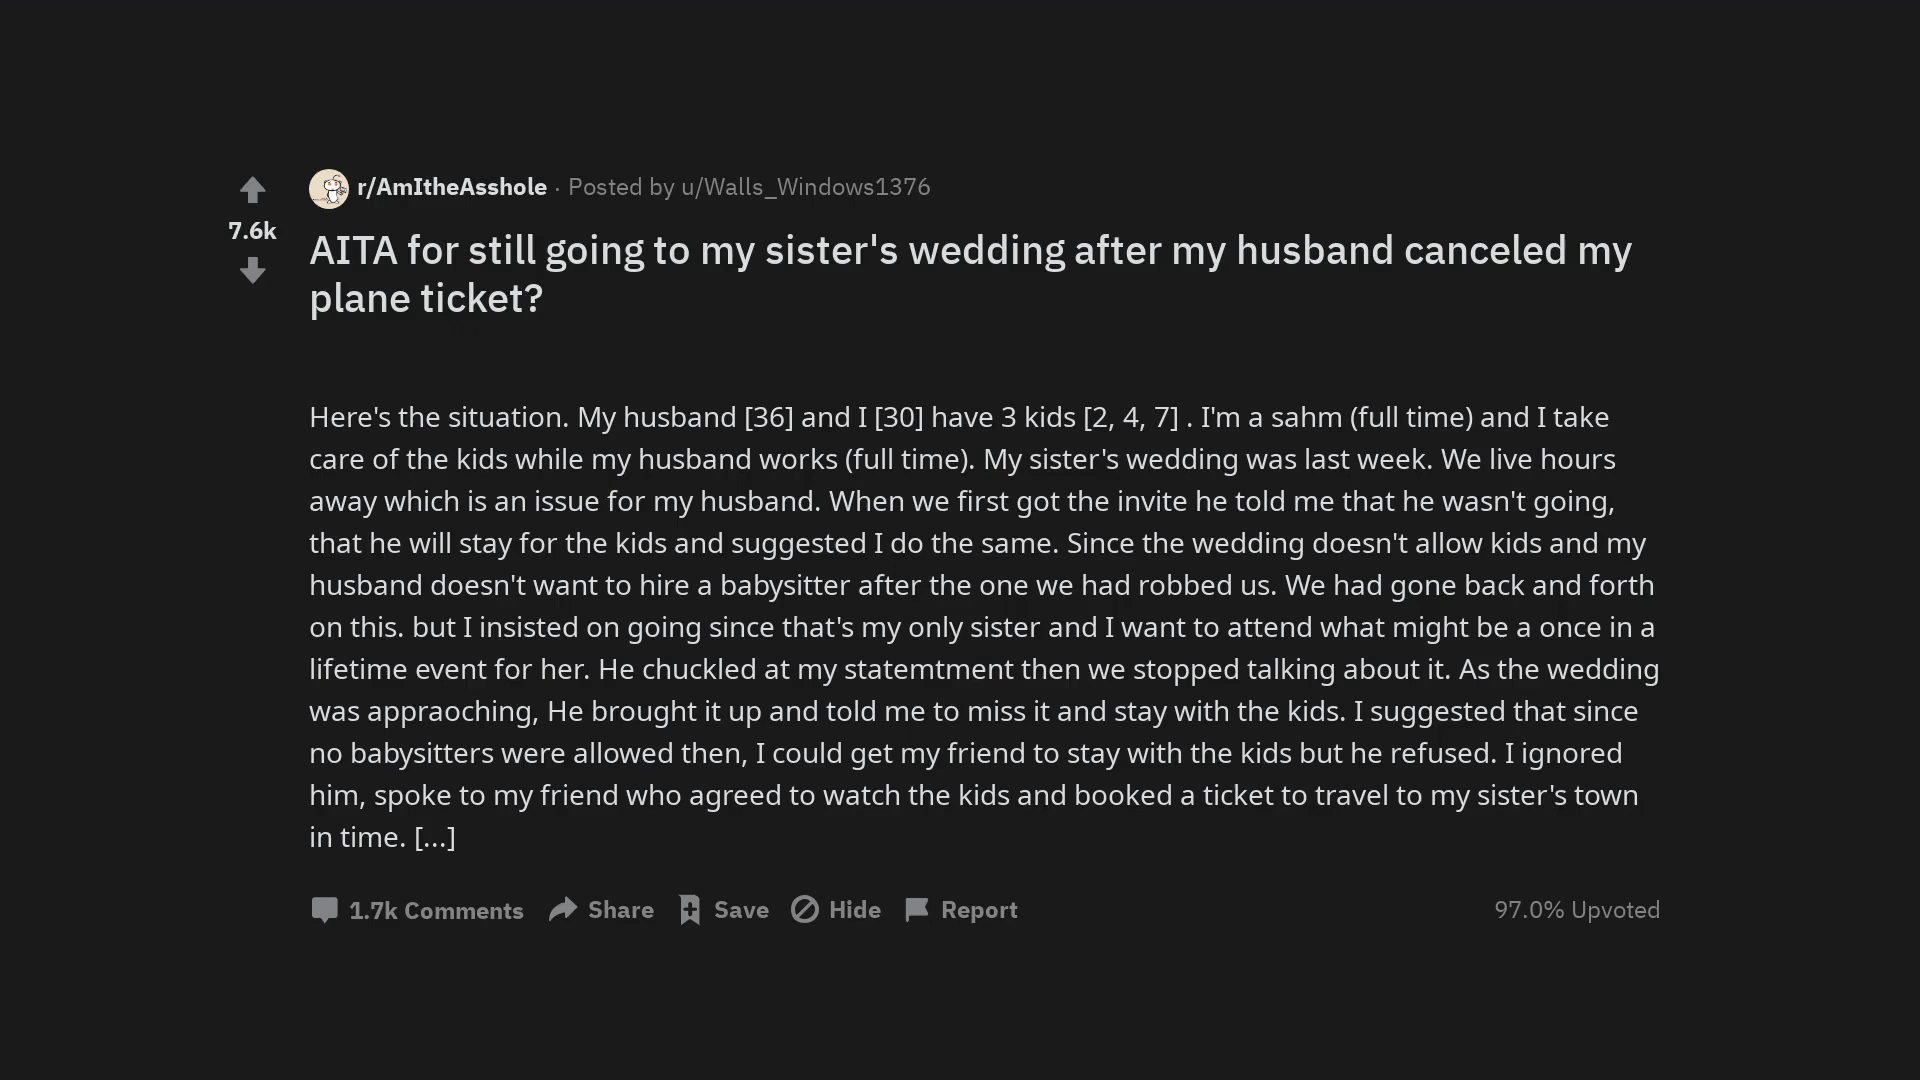 r/AmItheAsshole · Posted by u/Walls_Windows1376
7.6k
AITA for still going to my sister's wedding after my husband canceled my
plane ticket?
Here's the situation. My husband [36] and I [30] have 3 kids [2, 4, 7] . I'm a sahm (full time) and I take
care of the kids while my husband works (full time). My sister's wedding was last week. We live hours
away which is an issue for my husband. When we first got the invite he told me that he wasn't going,
that he will stay for the kids and suggested I do the same. Since the wedding doesn't allow kids and my
husband doesn't want to hire a babysitter after the one we had robbed us. We had gone back and forth
on this. but I insisted on going since that's my only sister and I want to attend what might be a once in a
lifetime event for her. He chuckled at my statemtment then we stopped talking about it. As the wedding
was appraoching, He brought it up and told me to miss it and stay with the kids. I suggested that since
no babysitters were allowed then, I could get my friend to stay with the kids but he refused. I ignored
him, spoke to my friend who agreed to watch the kids and booked a ticket to travel to my sister's town
in time. [...]
1.7k Comments Share Save Hide Report 97.0% Upvoted